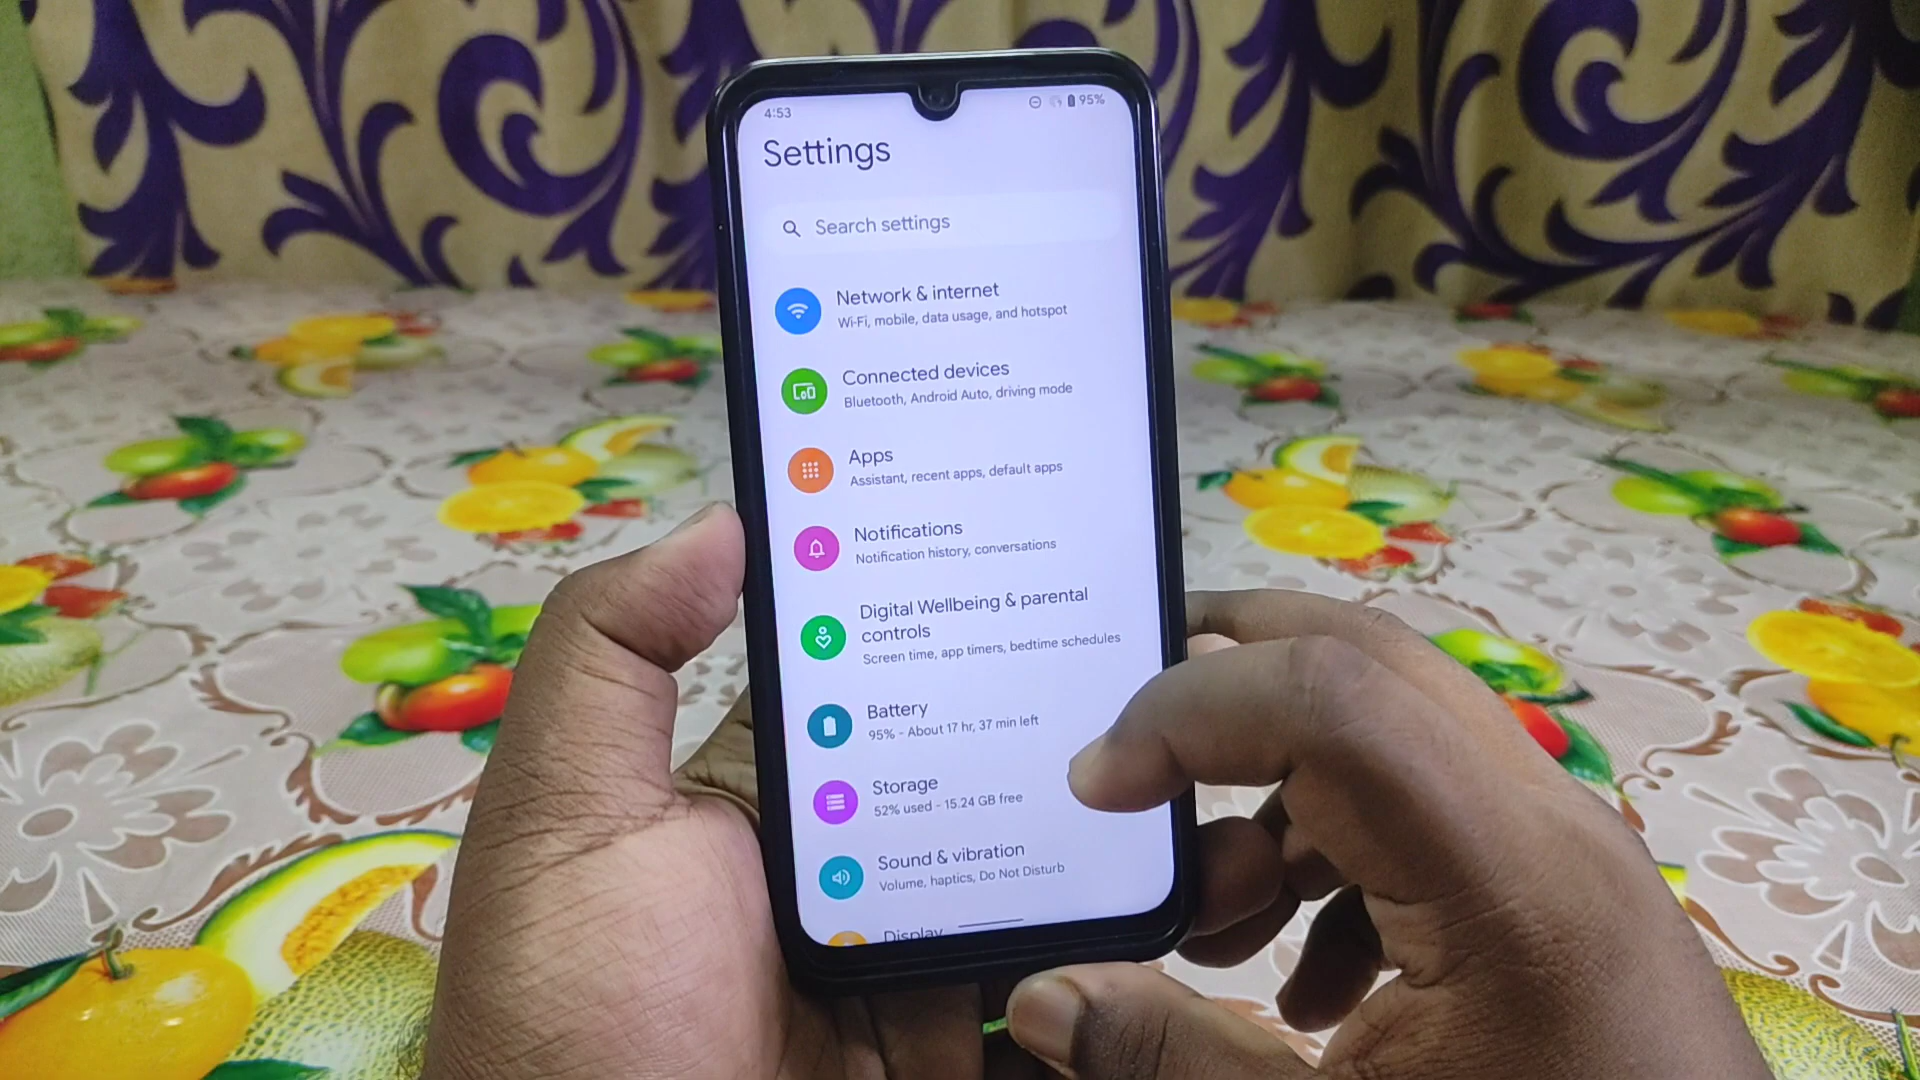 4:53
95%
Settings
Search settings
Network & internet
Wi-Fi, mobile, data usage, and hotspot
Connected devices
Bluetooth, Android Auto, driving mode
Apps
Assistant, recent apps, default apps
Notifications
Notification history, conversations
Digital Wellbeing & parental
controls
Screen time, app timers, bedtime schedules
Battery
95% - About 17 hr, 37 min left
Storage
52% used - 15.24 GB free
Sound & vibration
Volume, haptics, Do Not Disturb
Display